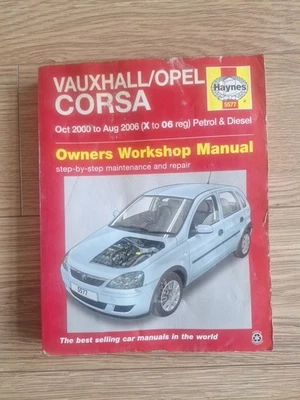 VAUXHALL/OPEL
CORSA
Haynes
5577
Oct 2000 to Aug 2006 (X to 06 reg) Petrol & Diesel
Owners Workshop Manual
step-by-step maintenance and repair
5577
The best selling car manuals in the world